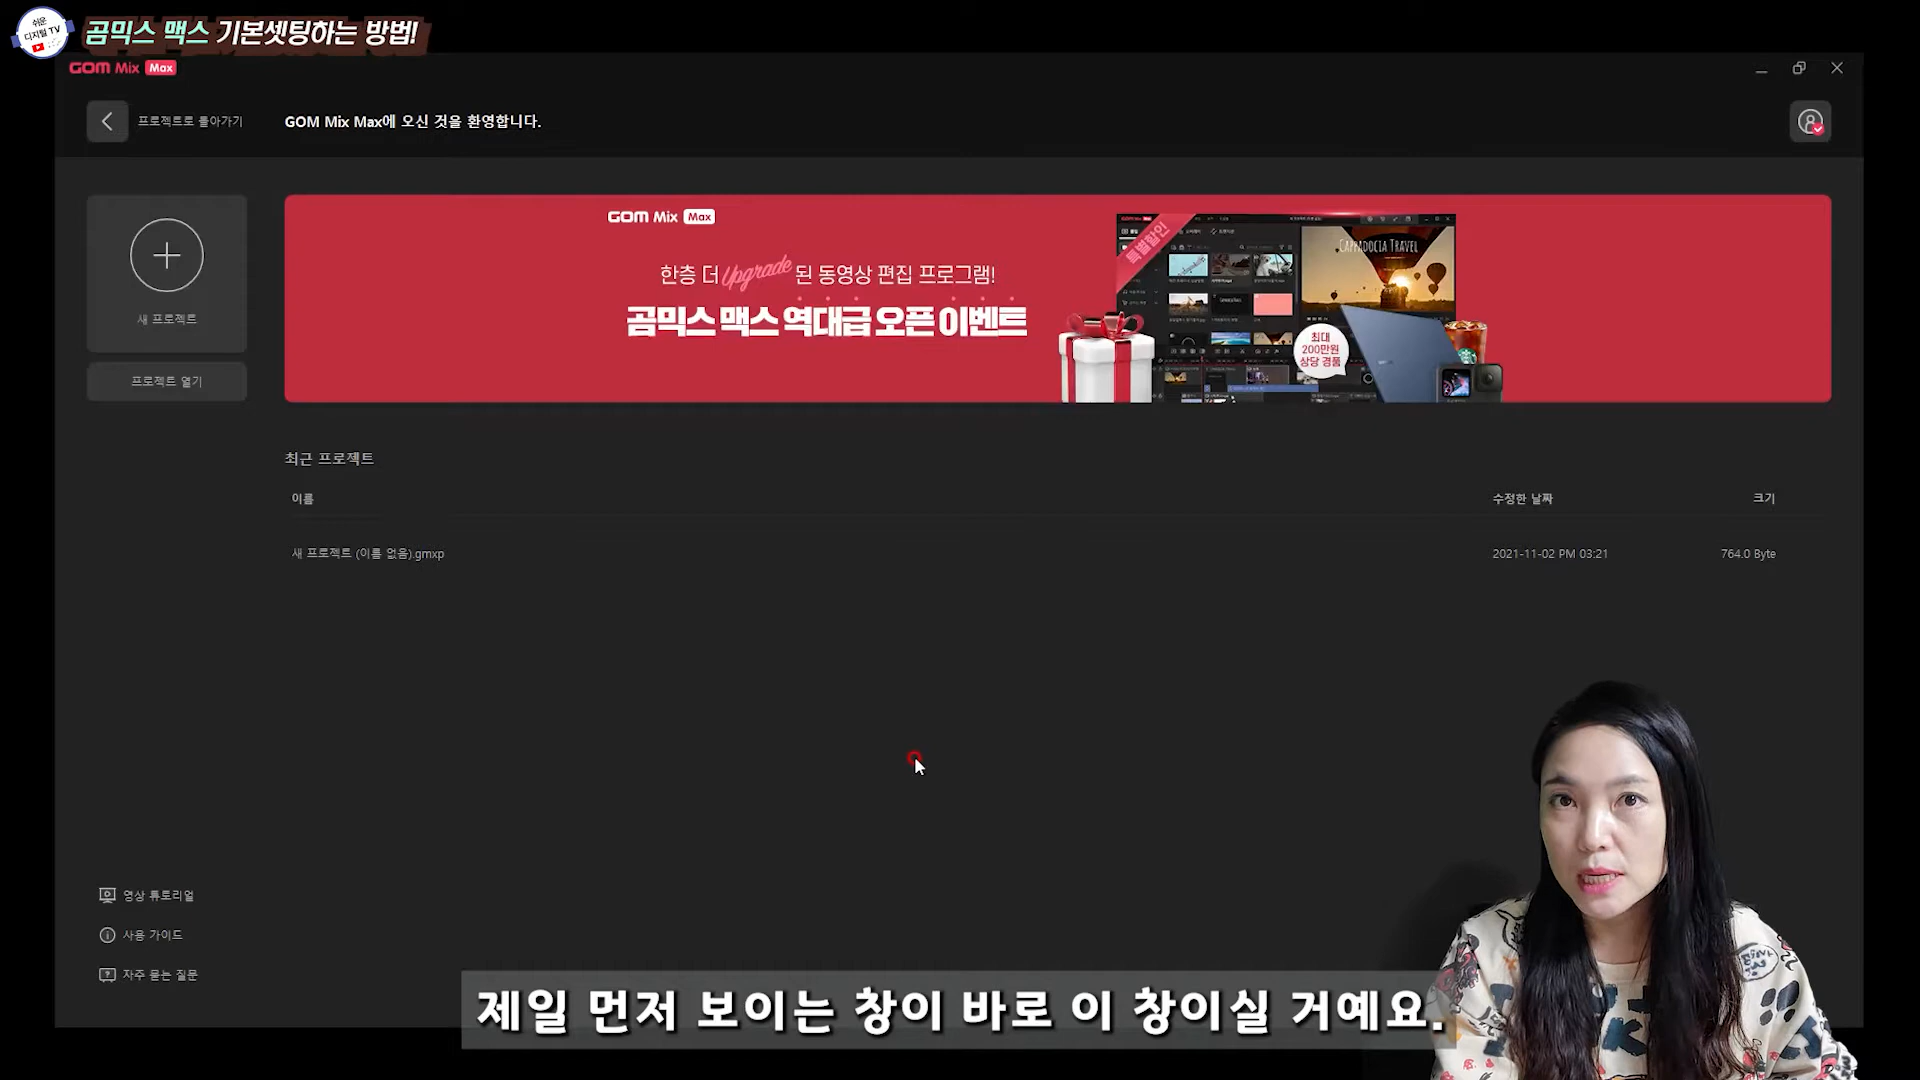 쉬운
디지털 TV
곰믹스 맥스 기본셋팅하는 방법!
GOM Mix Max
프로젝트로 돌아가기
GOM Mix Max에 오신 것을 환영합니다.
새 프로젝트
프로젝트 열기
GOM Mix Max
한층 더 Upgrade 된 동영상 편집 프로그램!
곰믹스 맥스 역대급 오픈 이벤트
특별할인
CAPPADOCIA TRAVEL
최대
200만원
상당 경품
최근 프로젝트
이름
수정한 날짜
크기
새 프로젝트 (이름 없음).gmxp
2021-11-02 PM 03:21
764.0 Byte
영상 튜토리얼
사용 가이드
자주 묻는 질문
제일 먼저 보이는 창이 바로 이 창이실 거예요.